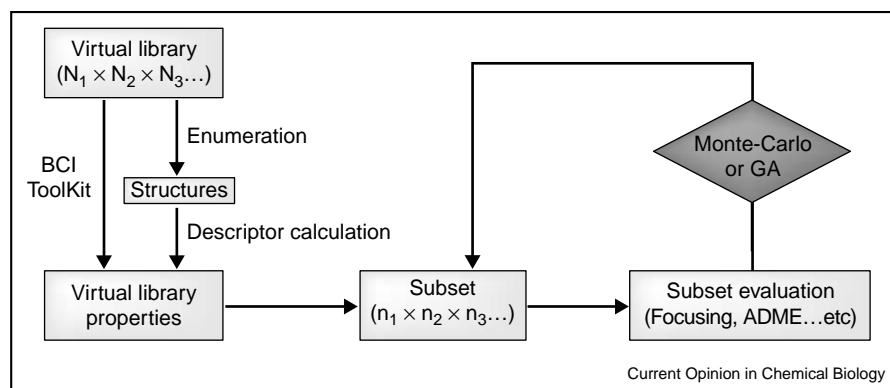 Virtual library
(N₁ × N₂ × N₃…)
Enumeration
BCI
ToolKit
Structures
Descriptor calculation
Virtual library
properties
Subset
(n₁ × n₂ × n₃…)
Monte-Carlo
or GA
Subset evaluation
(Focusing, ADME…etc)
Current Opinion in Chemical Biology